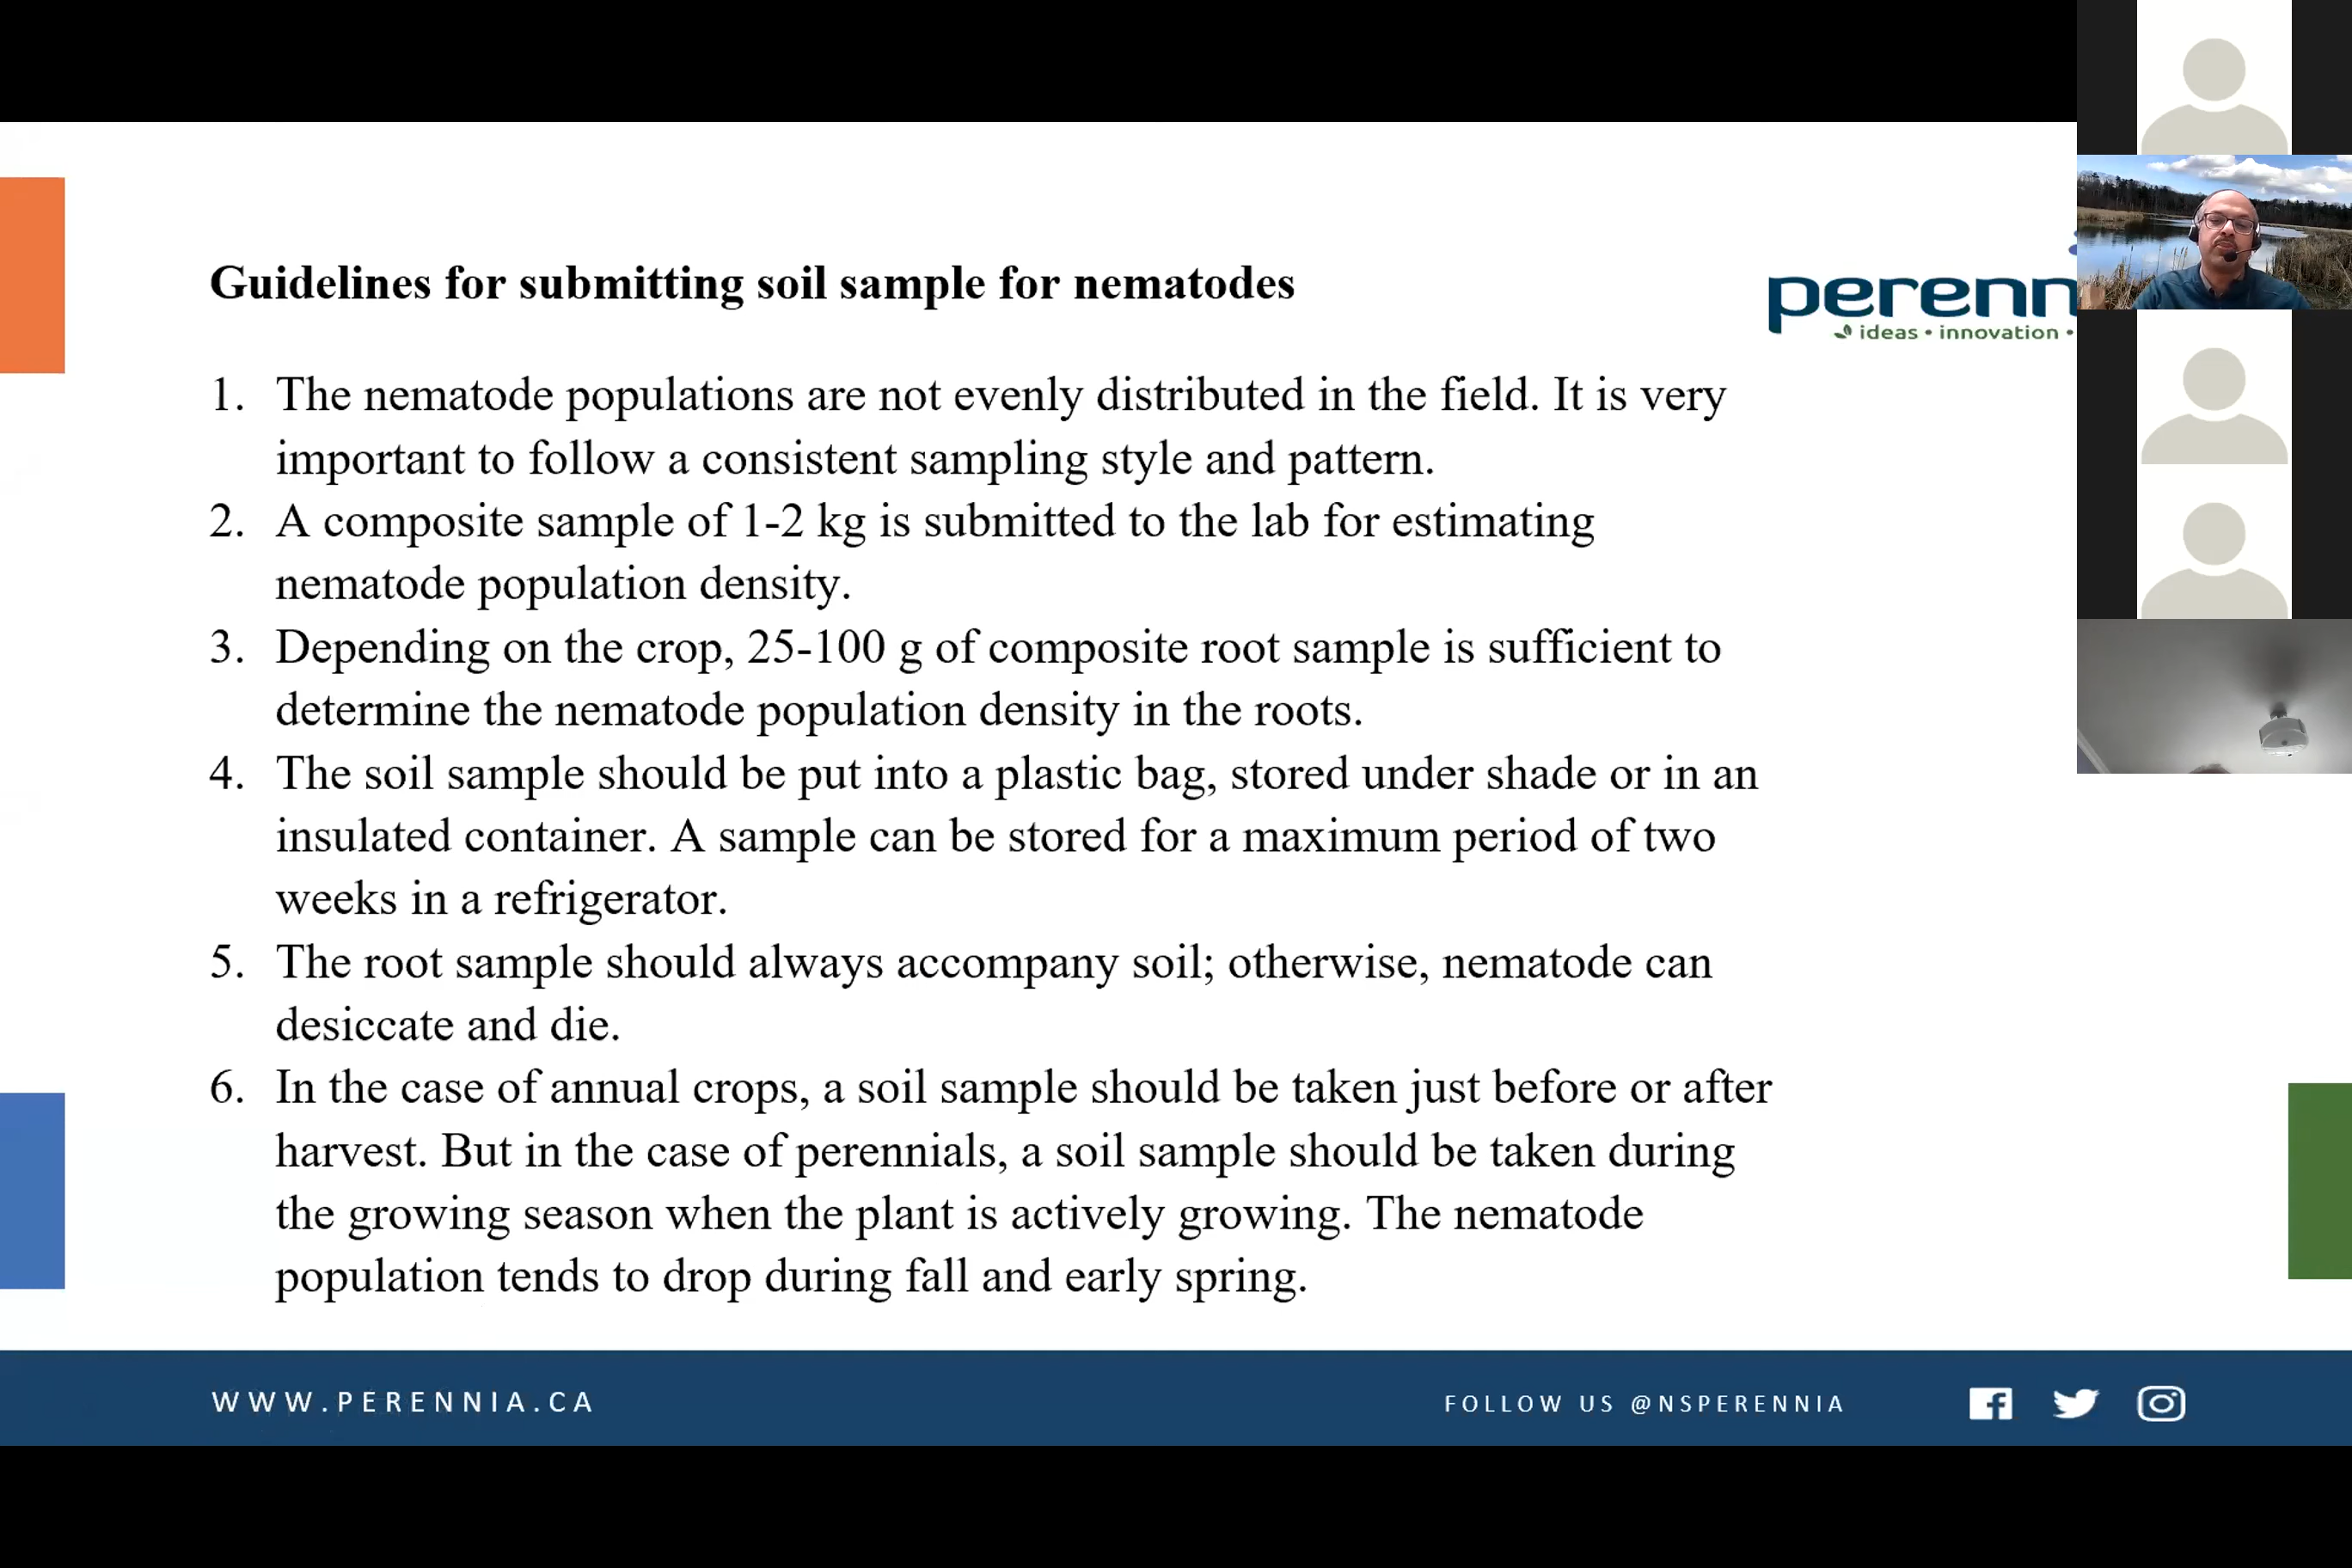 Guidelines for submitting soil sample for nematodes
perenn
ideas • innovation •
1. The nematode populations are not evenly distributed in the field. It is very
important to follow a consistent sampling style and pattern.
2. A composite sample of 1-2 kg is submitted to the lab for estimating
nematode population density.
3. Depending on the crop, 25-100 g of composite root sample is sufficient to
determine the nematode population density in the roots.
4. The soil sample should be put into a plastic bag, stored under shade or in an
insulated container. A sample can be stored for a maximum period of two
weeks in a refrigerator.
5. The root sample should always accompany soil; otherwise, nematode can
desiccate and die.
6. In the case of annual crops, a soil sample should be taken just before or after
harvest. But in the case of perennials, a soil sample should be taken during
the growing season when the plant is actively growing. The nematode
population tends to drop during fall and early spring.
WWW.PERENNIA.CA
FOLLOW US @NSPERENNIA